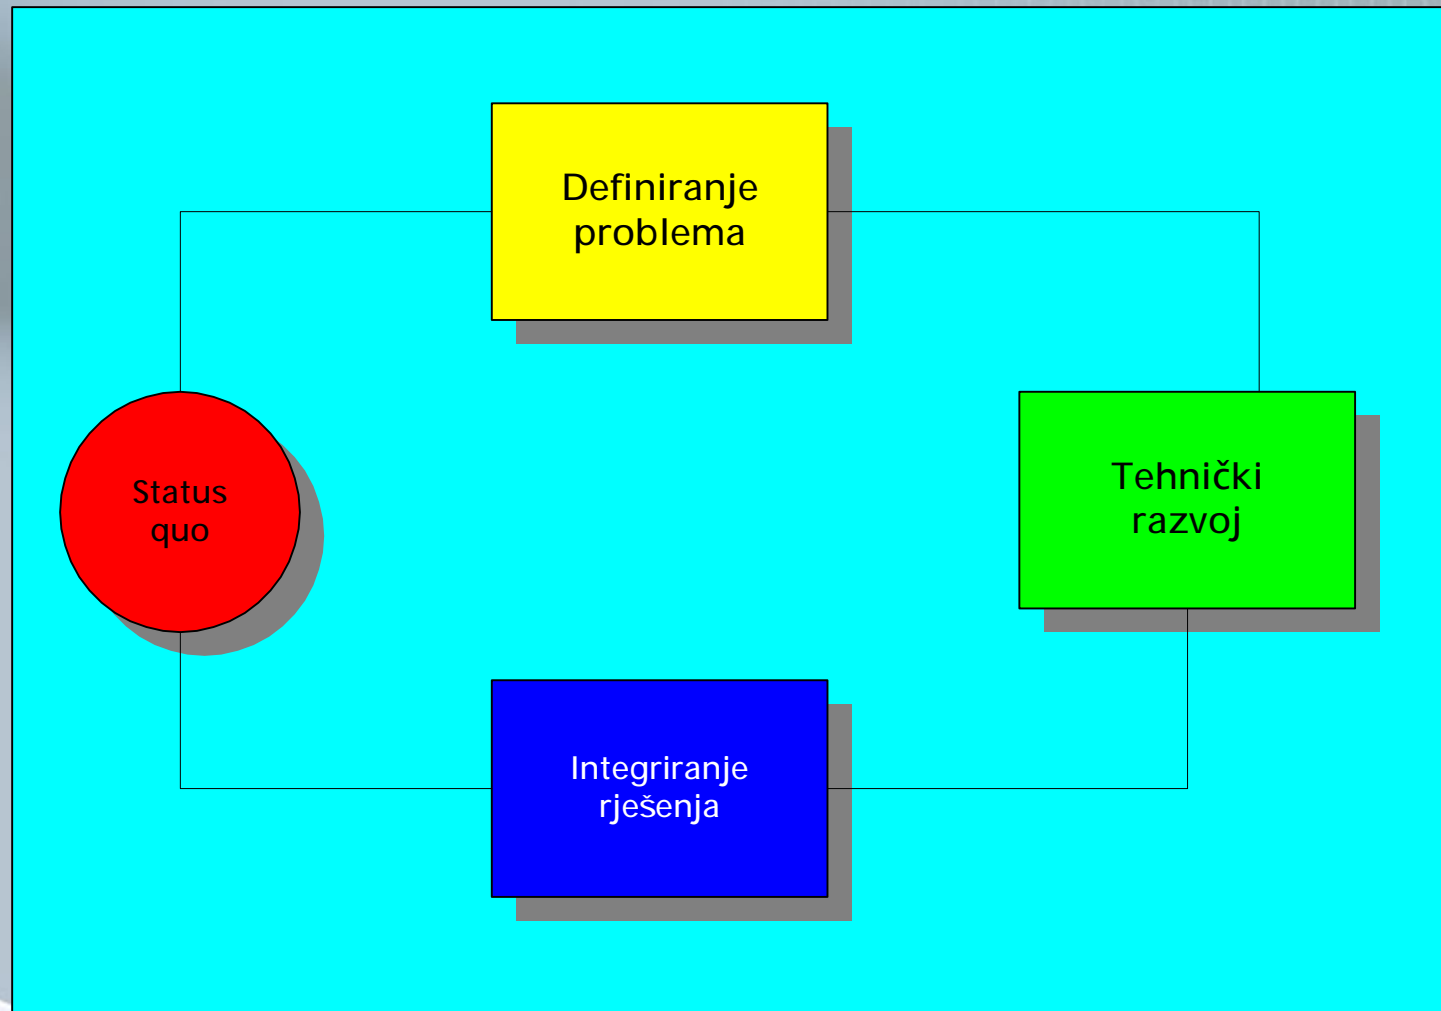 Definiranje
problema
Status
quo
Tehnički
razvoj
Integriranje
rješenja